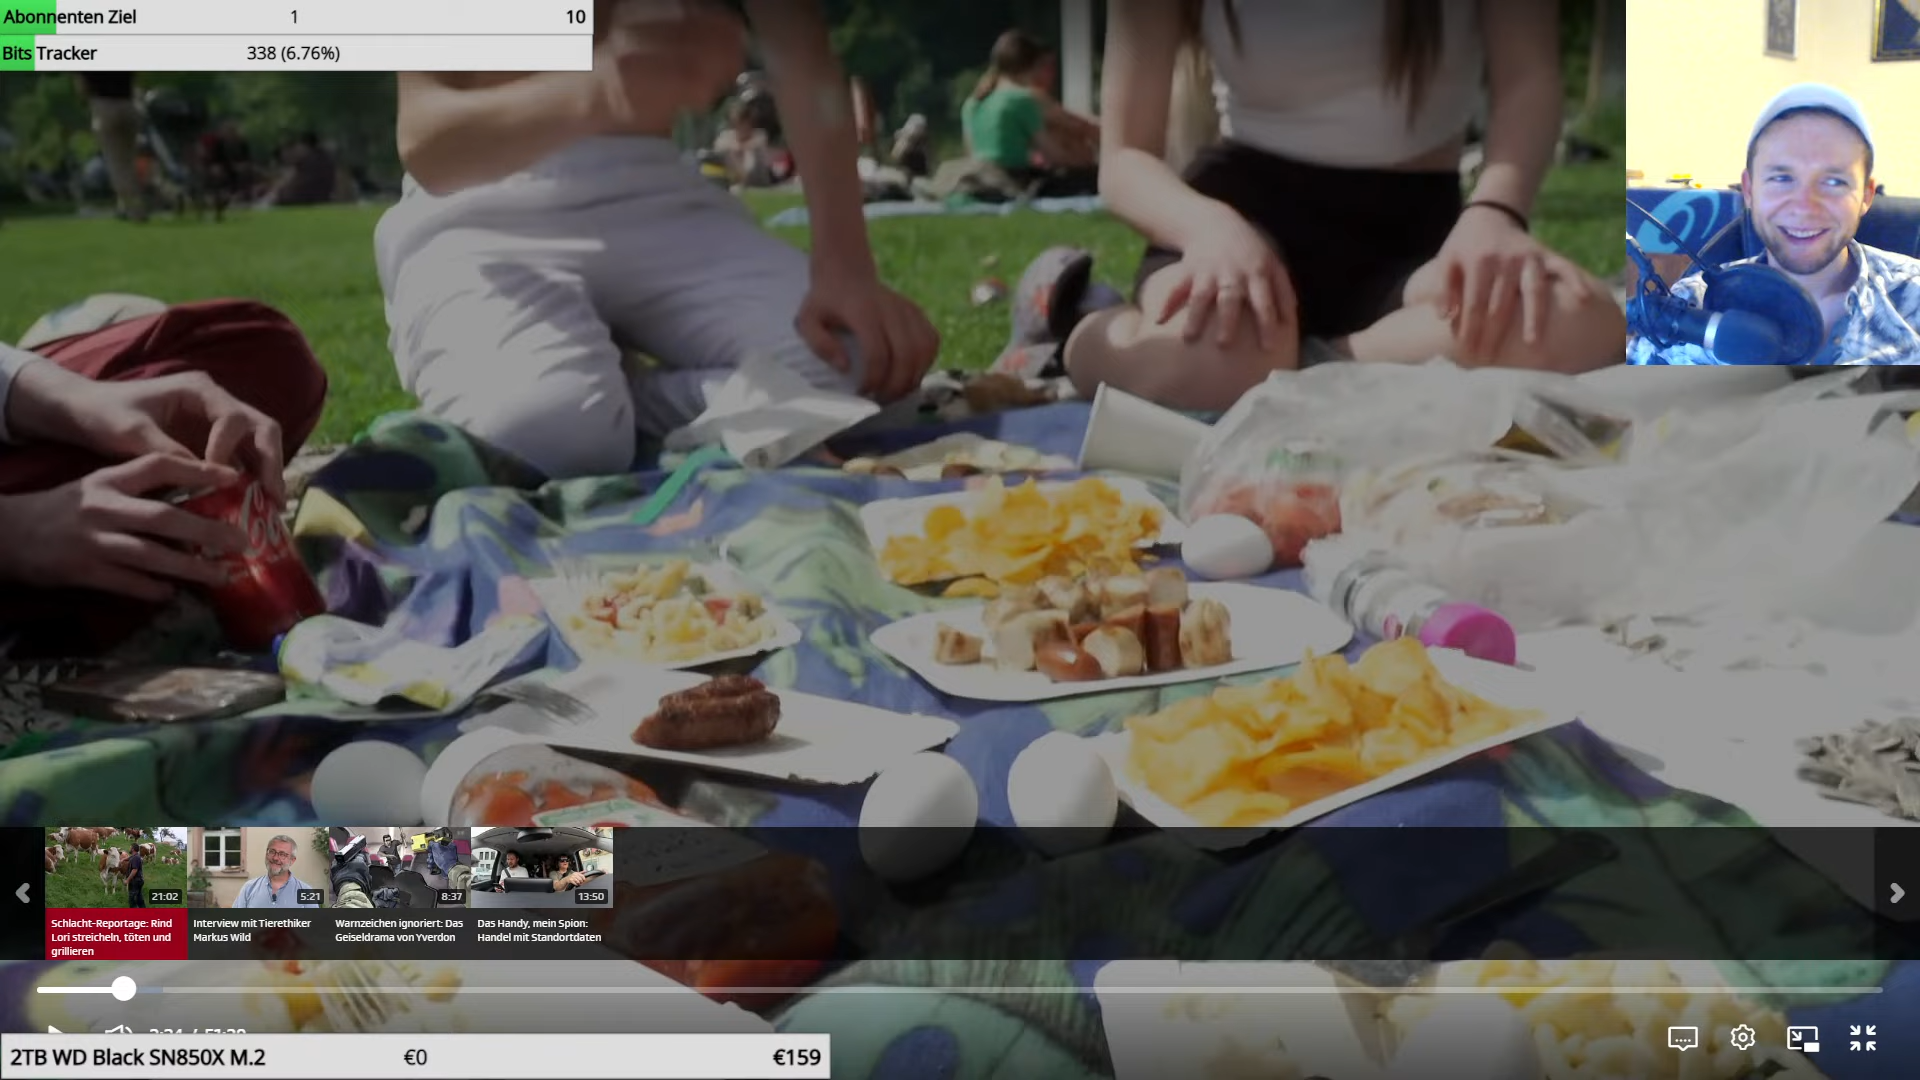 Abonnenten Ziel 1 10
Bits Tracker 338 (6.76%)
21:02
5:21
8:37
13:50
Schlacht-Reportage: Rind
Lori streicheln, töten und
grillieren
Interview mit Tierethiker
Markus Wild
Warnzeichen ignoriert: Das
Geiseldrama von Yverdon
Das Handy, mein Spion:
Handel mit Standortdaten
2TB WD Black SN850X M.2 €0 €159